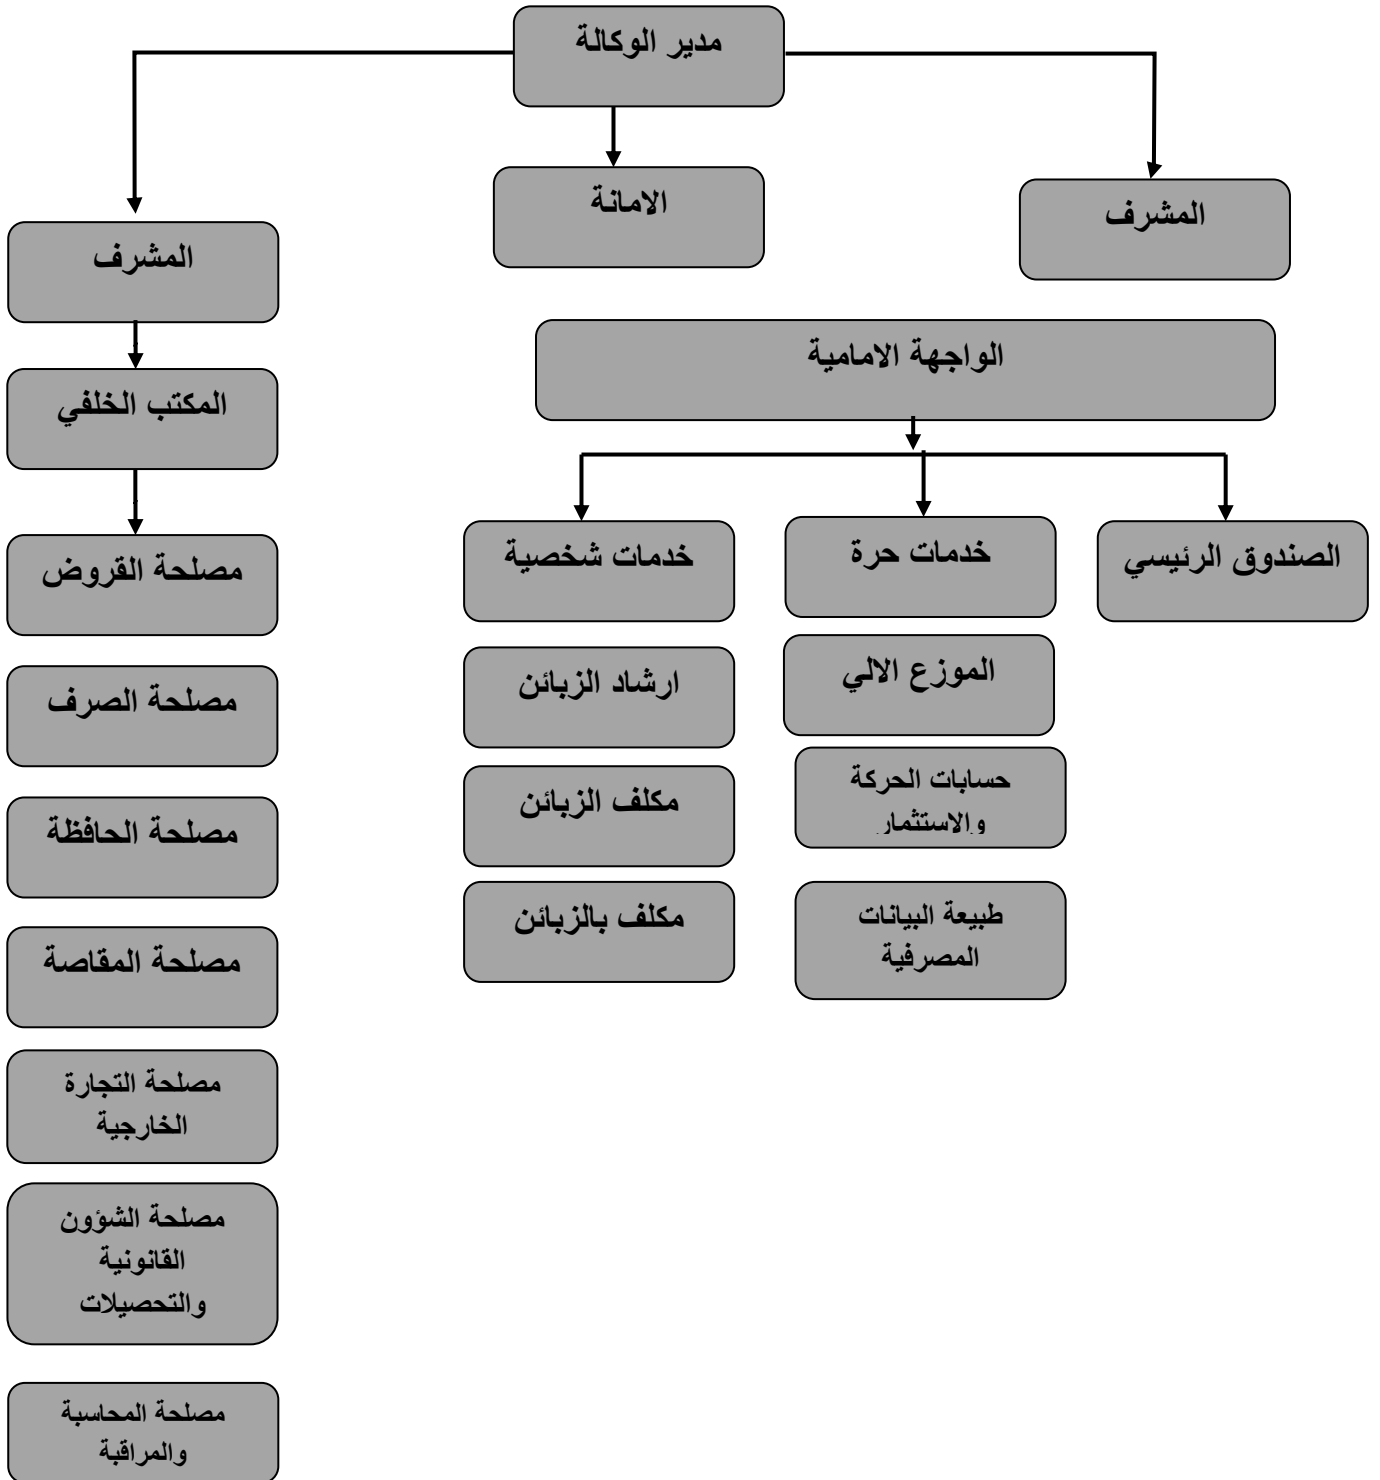 مدير الوكالة
الامانة
المشرف
المشرف
الواجهة الامامية
المكتب الخلفي
الصندوق الرئيسي
خدمات حرة
خدمات شخصية
مصلحة القروض
الموزع الالي
ارشاد الزبائن
مصلحة الصرف
حسابات الحركة
والاستثمار
مكلف الزبائن
مصلحة الحافظة
طبيعة البيانات
المصرفية
مكلف بالزبائن
مصلحة المقاصة
مصلحة التجارة
الخارجية
مصلحة الشؤون
القانونية
والتحصيلات
مصلحة المحاسبة
والمراقبة